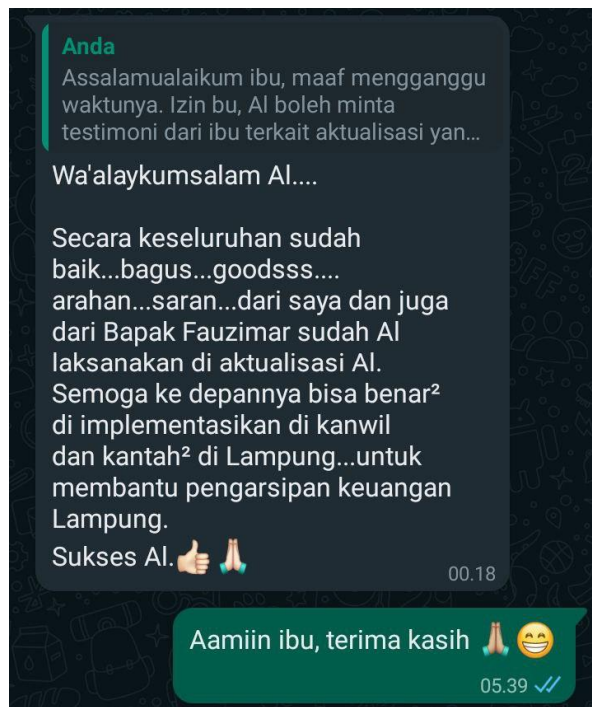 Anda
Assalamualaikum ibu, maaf mengganggu
waktunya. Izin bu, Al boleh minta
testimoni dari ibu terkait aktualisasi yan...
Wa'alaykumsalam Al....
Secara keseluruhan sudah
baik...bagus...goodsss....
arahan...saran...dari saya dan juga
dari Bapak Fauzimar sudah Al
laksanakan di aktualisasi Al.
Semoga ke depannya bisa benar²
di implementasikan di kanwil
dan kantah² di Lampung...untuk
membantu pengarsipan keuangan
Lampung.
Sukses Al.👍🏻🙏🏻
00.18
Aamiin ibu, terima kasih 🙏🏽😁
05.39